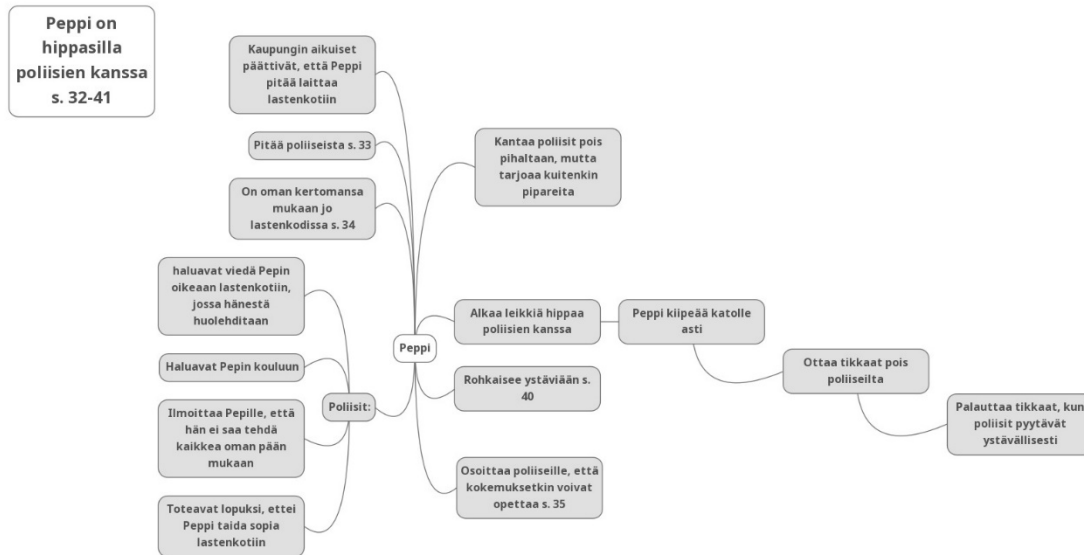 Peppi on
hippasilla
poliisien kanssa
s. 32-41
Kaupungin aikuiset
päättivät, että Peppi
pitää laittaa
lastenkotiin
Pitää poliiseista s. 33
On oman kertomansa
mukaan jo
lastenkodissa s. 34
haluavat viedä Pepin
oikeaan lastenkotiin,
jossa hänestä
huolehditaan
Haluavat Pepin kouluun
Ilmoittaa Pepille, että
hän ei saa tehdä
kaikkea oman pään
mukaan
Toteavat lopuksi, ettei
Peppi taida sopia
lastenkotiin
Poliisit:
Peppi
Kantaa poliisit pois
pihaltaan, mutta
tarjoaa kuitenkin
pipareita
Alkaa leikkiä hippaa
poliisien kanssa
Peppi kiipeää katolle
asti
Ottaa tikkaat pois
poliiseilta
Palauttaa tikkaat, kun
poliisit pyytävät
ystävällisesti
Rohkaisee ystäviään s.
40
Osoittaa poliiseille, että
kokemuksetkin voivat
opettaa s. 35